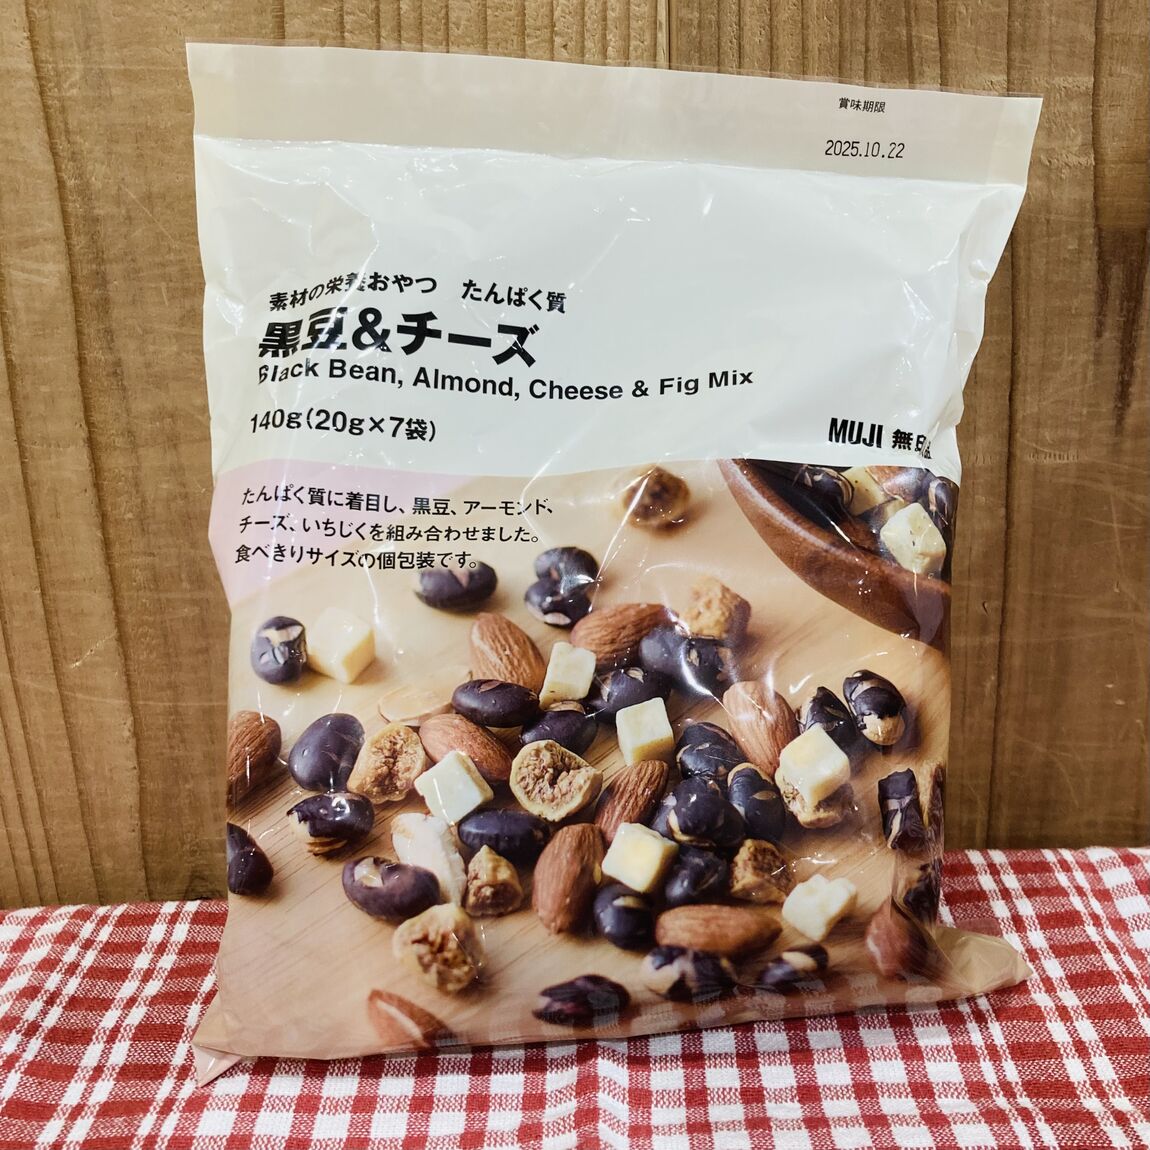 賞味期限
2025.10.22
素材の栄養おやつ たんぱく質
黒豆&チーズ
Black Bean, Almond, Cheese & Fig Mix
140g(20g×7袋)
MUJI 無印
たんぱく質に着目し、黒豆、アーモンド、
チーズ、いちじくを組み合わせました。
食べきりサイズの個包装です。